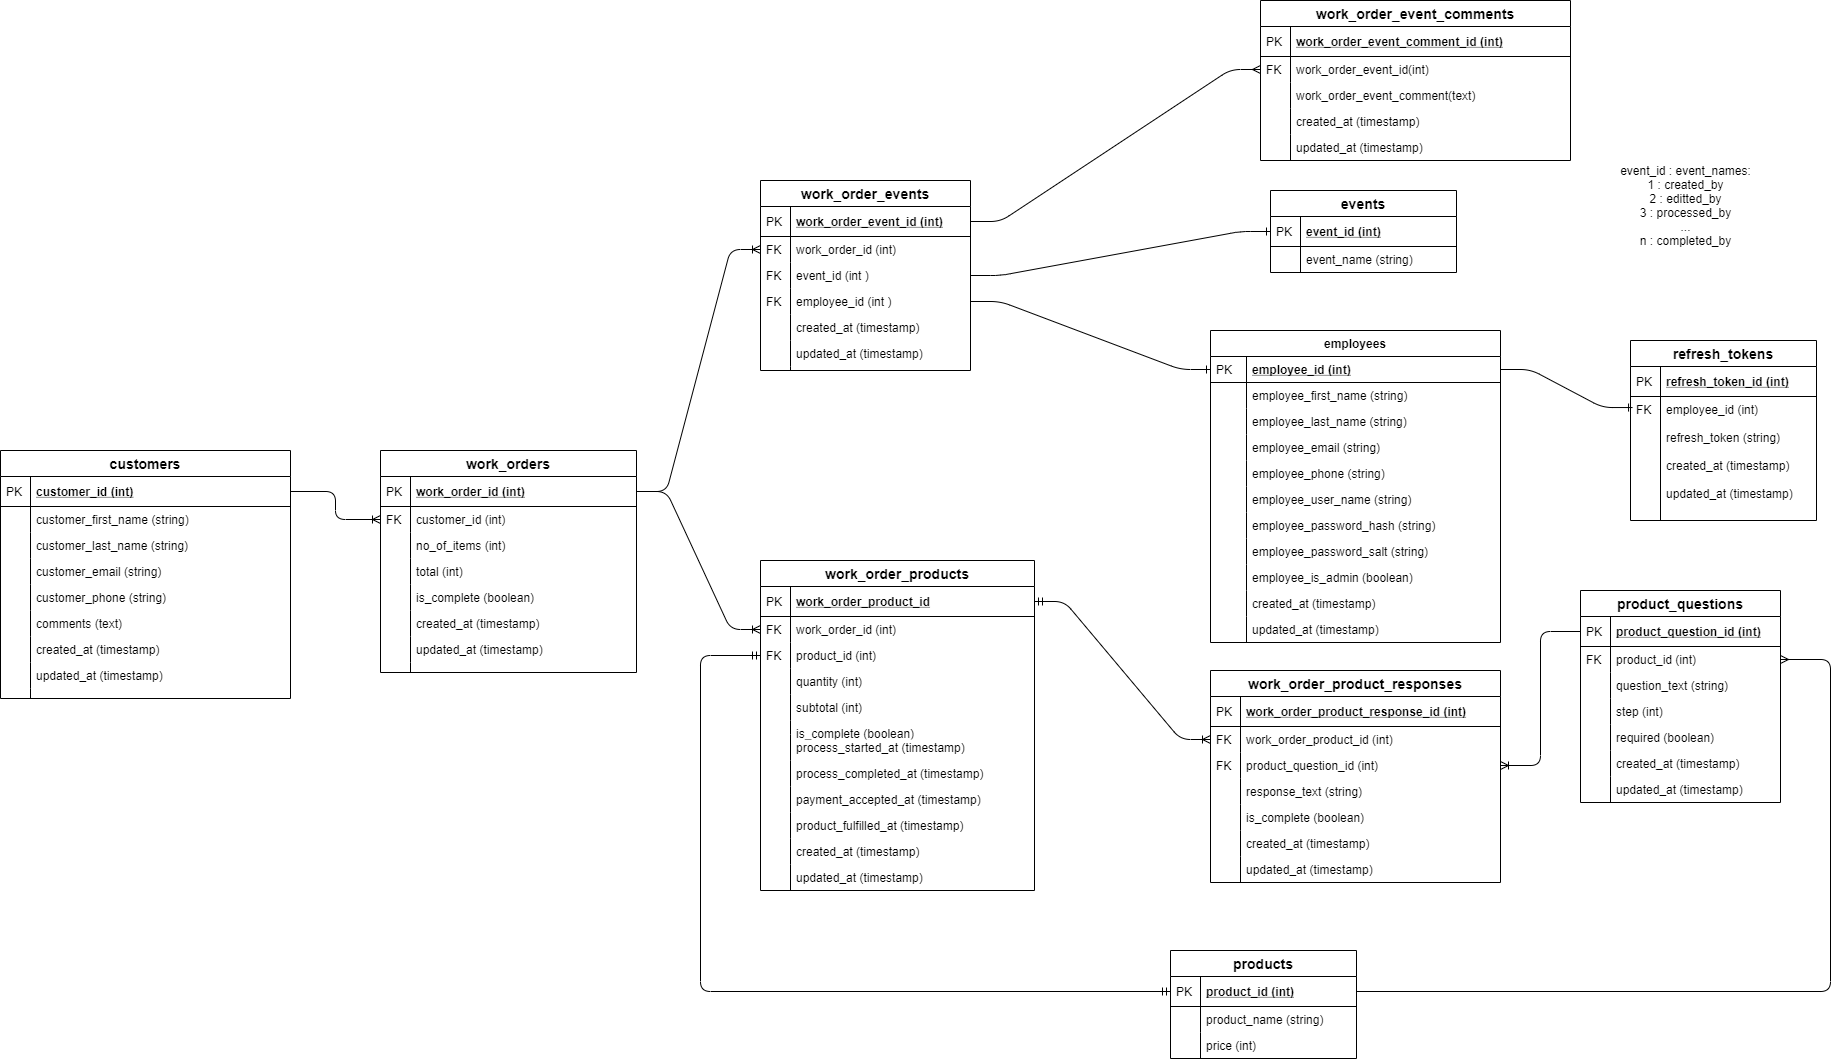 work_order_event_comments
PK work_order_event_comment_id (int)
FK work_order_event_id(int)
work_order_event_comment(text)
created_at (timestamp)
updated_at (timestamp)
event_id : event_names:
1 : created_by
2 : editted_by
3 : processed_by
...
n : completed_by
work_order_events
PK work_order_event_id (int)
FK work_order_id (int)
FK event_id (int )
FK employee_id (int )
created_at (timestamp)
updated_at (timestamp)
events
PK event_id (int)
event_name (string)
employees
PK employee_id (int)
employee_first_name (string)
employee_last_name (string)
employee_email (string)
employee_phone (string)
employee_user_name (string)
employee_password_hash (string)
employee_password_salt (string)
employee_is_admin (boolean)
created_at (timestamp)
updated_at (timestamp)
refresh_tokens
PK refresh_token_id (int)
FK employee_id (int)
refresh_token (string)
created_at (timestamp)
updated_at (timestamp)
customers
PK customer_id (int)
customer_first_name (string)
customer_last_name (string)
customer_email (string)
customer_phone (string)
comments (text)
created_at (timestamp)
updated_at (timestamp)
work_orders
PK work_order_id (int)
FK customer_id (int)
no_of_items (int)
total (int)
is_complete (boolean)
created_at (timestamp)
updated_at (timestamp)
work_order_products
PK work_order_product_id
FK work_order_id (int)
FK product_id (int)
quantity (int)
subtotal (int)
is_complete (boolean)
process_started_at (timestamp)
process_completed_at (timestamp)
payment_accepted_at (timestamp)
product_fulfilled_at (timestamp)
created_at (timestamp)
updated_at (timestamp)
work_order_product_responses
PK work_order_product_response_id (int)
FK work_order_product_id (int)
FK product_question_id (int)
response_text (string)
is_complete (boolean)
created_at (timestamp)
updated_at (timestamp)
product_questions
PK product_question_id (int)
FK product_id (int)
question_text (string)
step (int)
required (boolean)
created_at (timestamp)
updated_at (timestamp)
products
PK product_id (int)
product_name (string)
price (int)